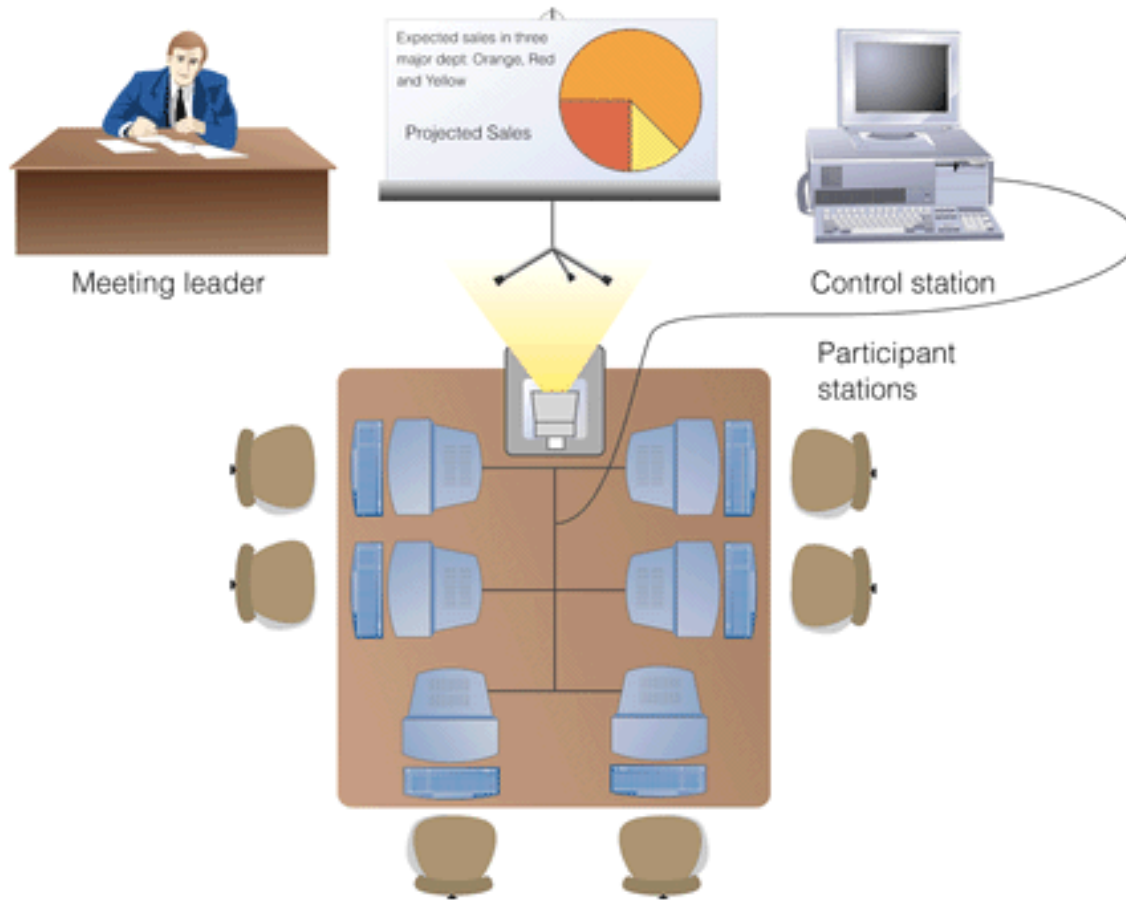 Expected sales in three
major dept: Orange, Red
and Yellow
Projected Sales
Meeting leader
Control station
Participant
stations